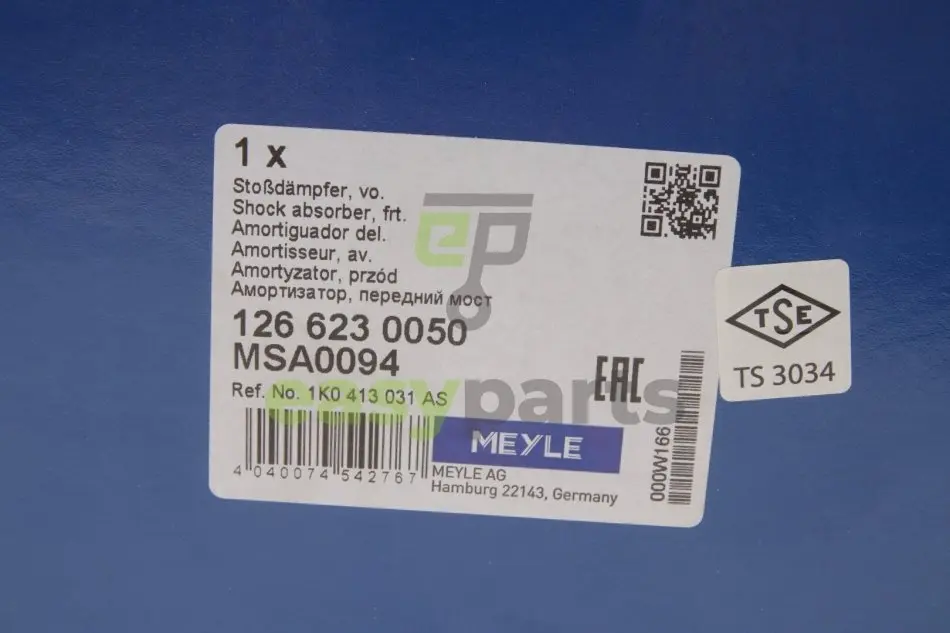 1 x
Stoßdämpfer, vo.
Shock absorber, frt.
Amortiguador del.
Amortisseur, av.
Amortyzator, przód
Амортизатор, передний мост
126 623 0050
MSA0094
Ref. No. 1K0 413 031 AS
4 040074 542767
MEYLE
MEYLE AG
Hamburg 22143, Germany
EAC
000W166
TSE
TS 3034
ep
easyparts